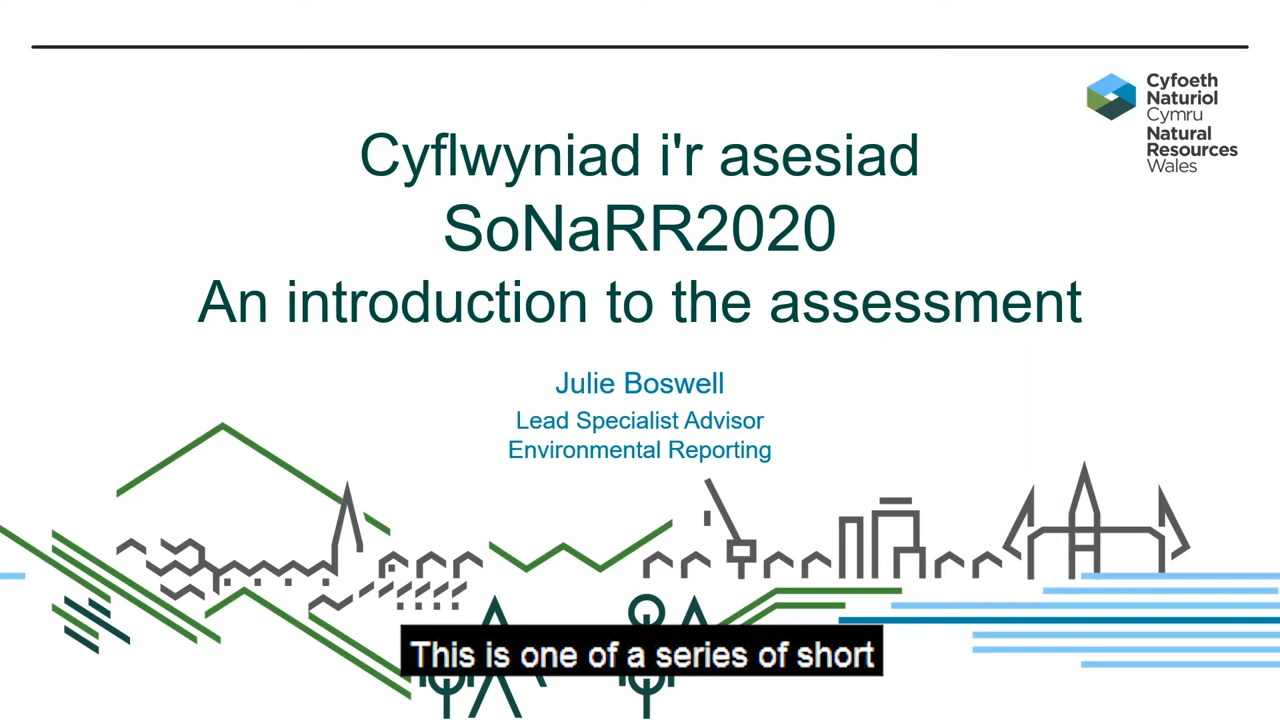 Cyfoeth
Naturiol
Cymru
Natural
Resources
Wales
Cyflwyniad i'r asesiad
SoNaRR2020
An introduction to the assessment
Julie Boswell
Lead Specialist Advisor
Environmental Reporting
This is one of a series of short